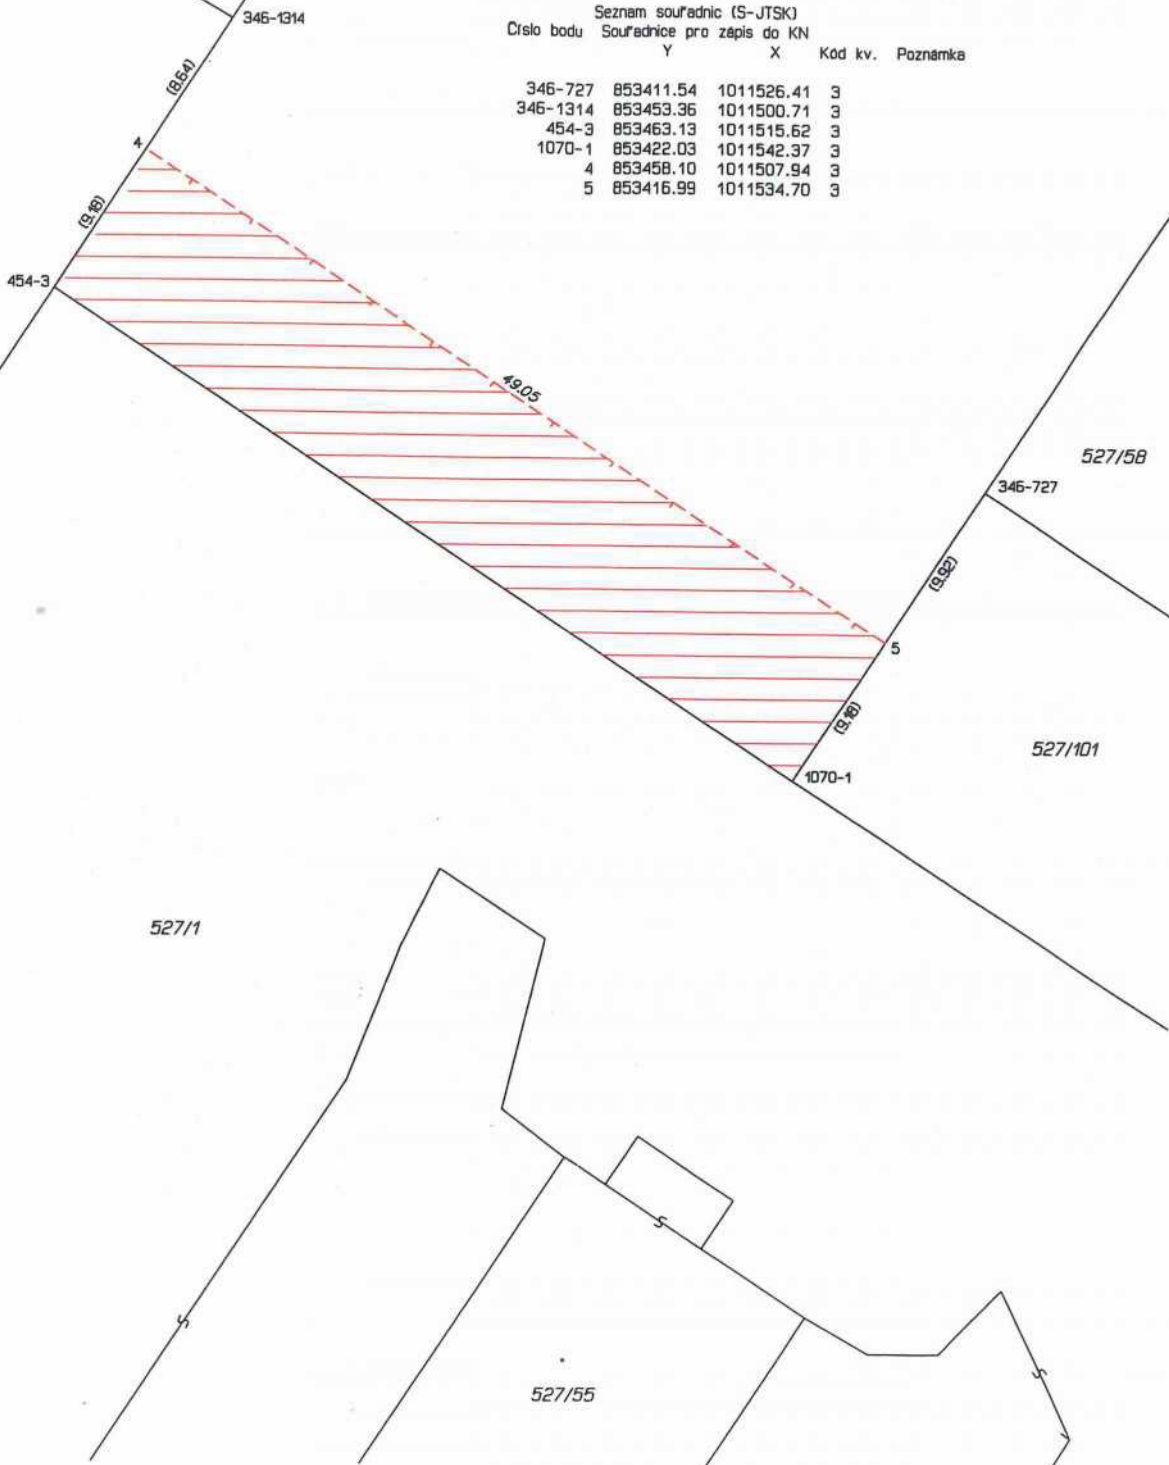 346-1314
Seznam souřadnic (S-JTSK)
Číslo bodu Souřadnice pro zápis do KN
Y X Kód kv. Poznámka
346-727 853411.54 1011526.41 3
346-1314 853453.36 1011500.71 3
454-3 853463.13 1011515.62 3
1070-1 853422.03 1011542.37 3
4 853458.10 1011507.94 3
5 853416.99 1011534.70 3
(8.64)
4
(9.18)
454-3
49.05
527/58
346-727
(9.92)
5
(9.18)
527/101
1070-1
527/1
527/55